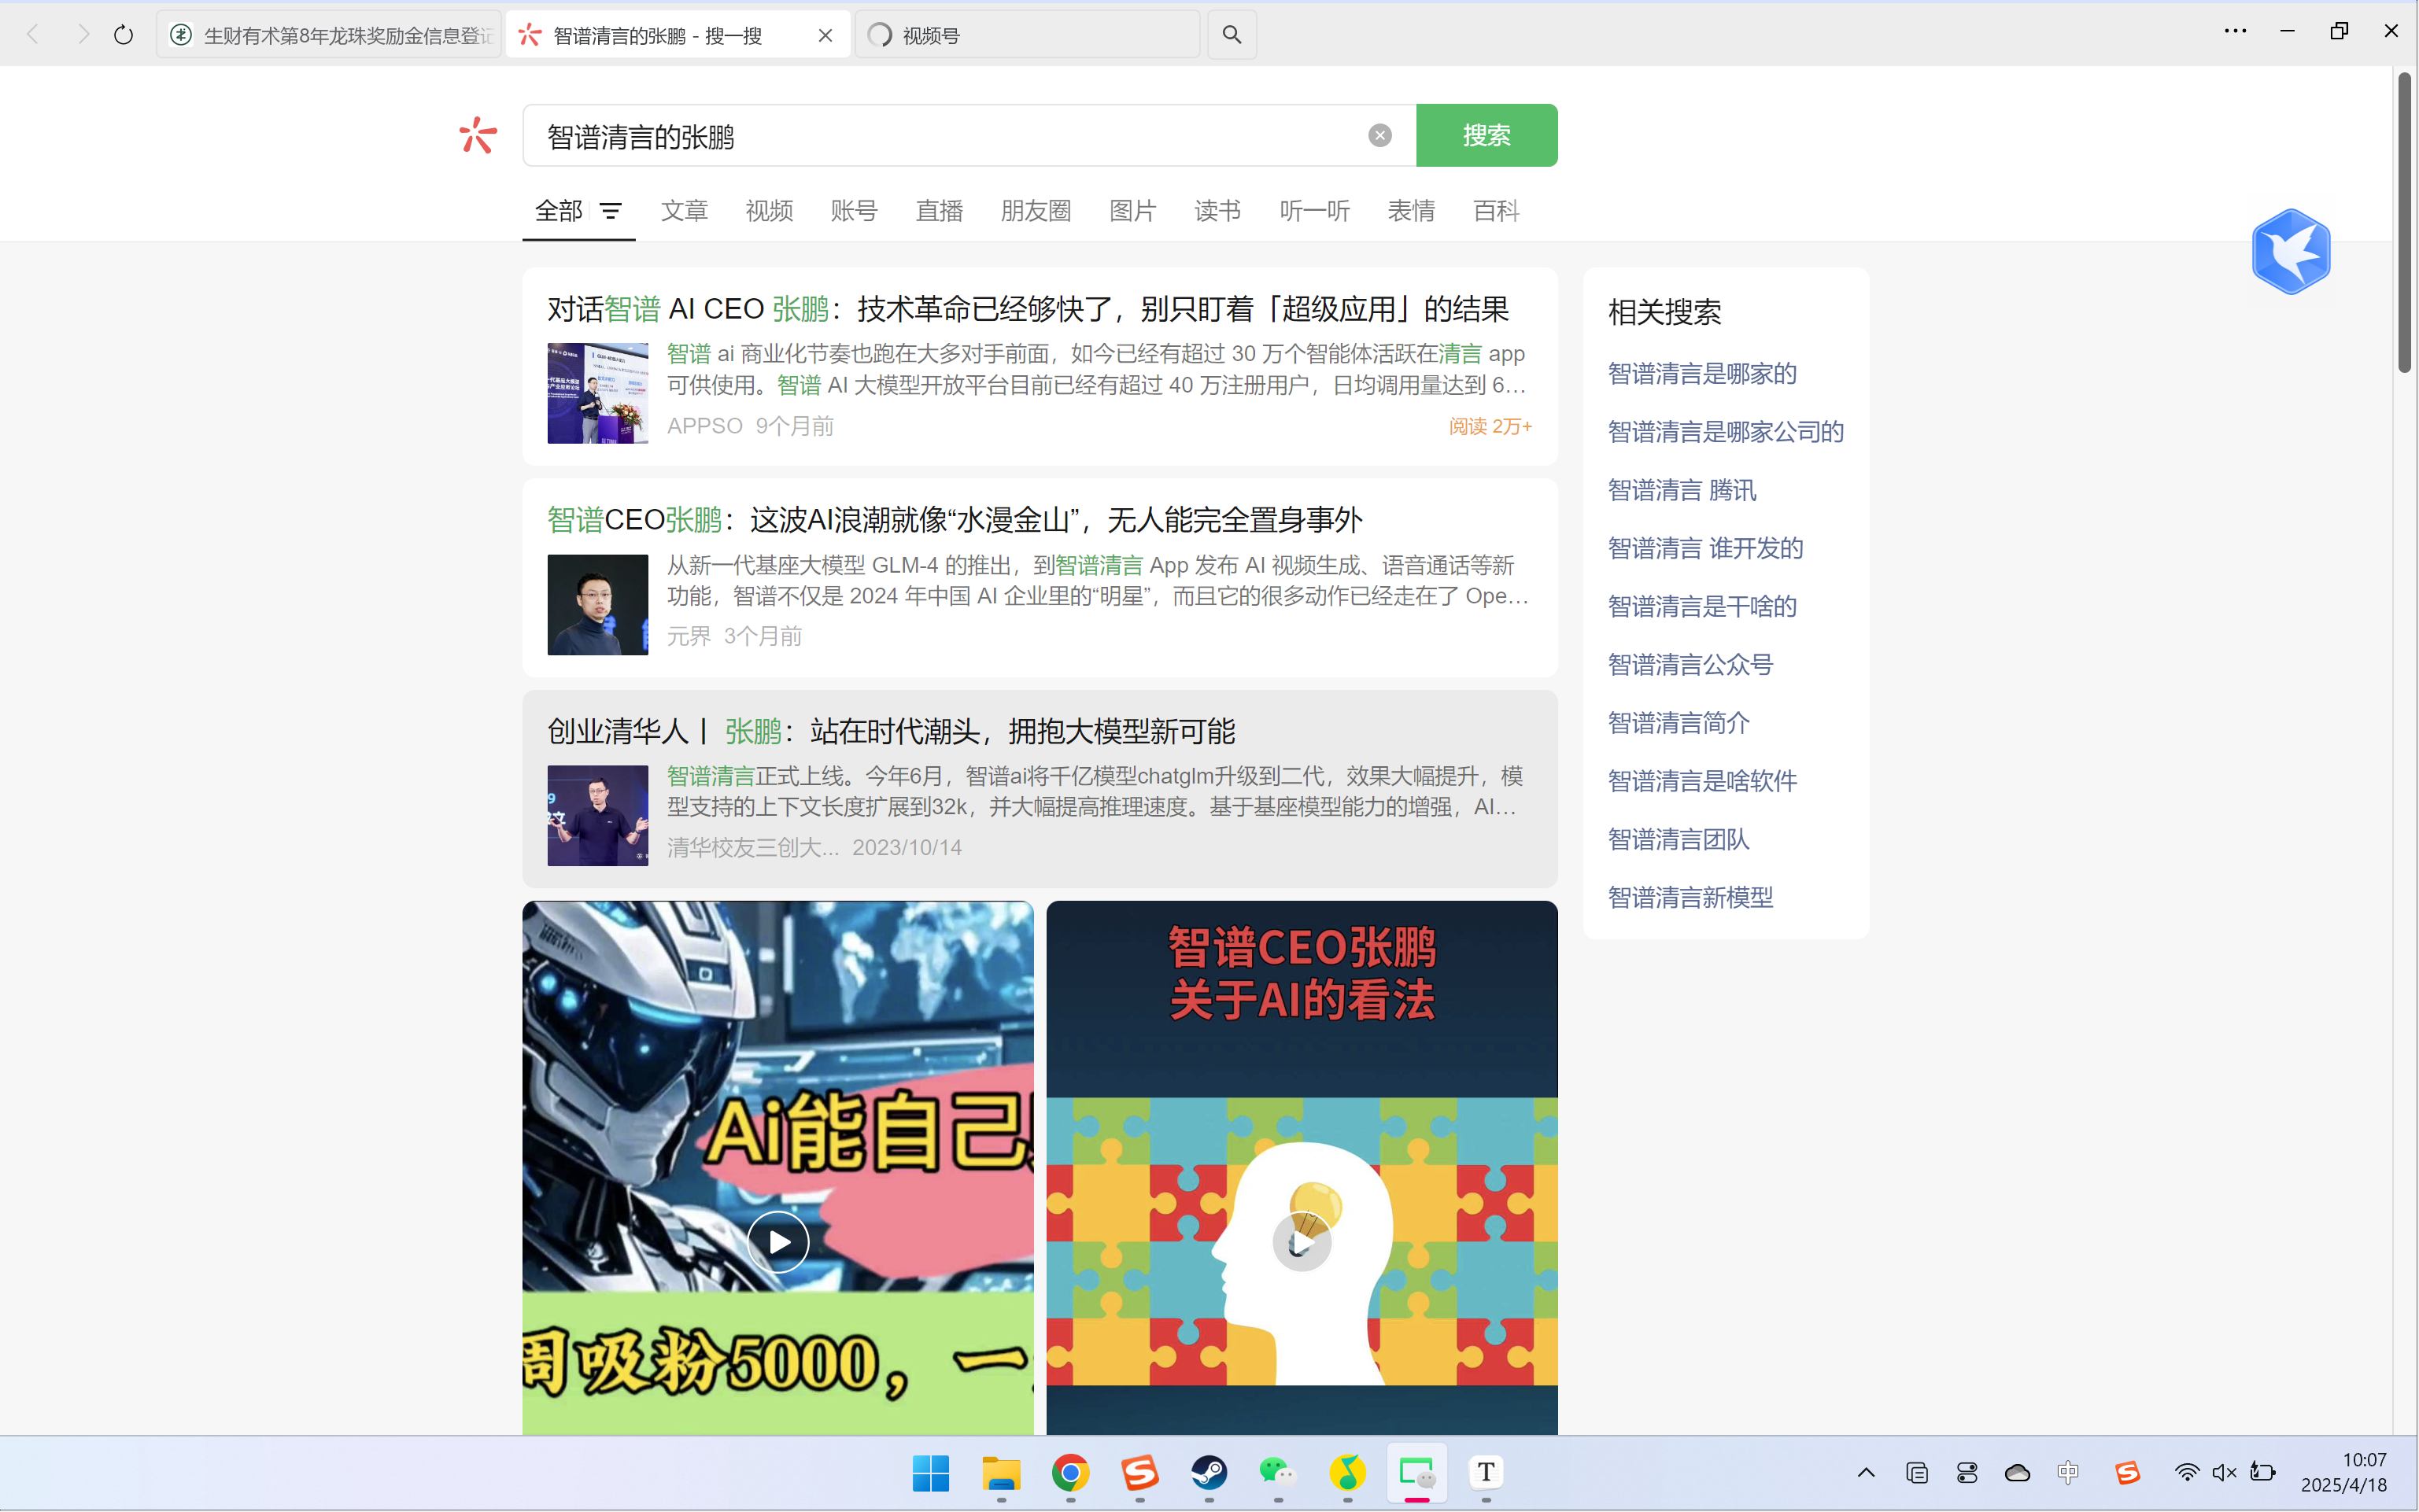 生财有术第8年龙珠奖励金信息登记
智谱清言的张鹏 - 搜一搜
视频号
智谱清言的张鹏
搜索
全部
文章
视频
账号
直播
朋友圈
图片
读书
听一听
表情
百科
对话智谱 AI CEO 张鹏：技术革命已经够快了，别只盯着「超级应用」的结果
智谱 ai 商业化节奏也跑在大多对手前面，如今已经有超过 30 万个智能体活跃在清言 app
可供使用。智谱 AI 大模型开放平台目前已经有超过 40 万注册用户，日均调用量达到 6...
APPSO 9个月前
阅读 2万+
智谱CEO张鹏：这波AI浪潮就像“水漫金山”，无人能完全置身事外
从新一代基座大模型 GLM-4 的推出，到智谱清言 App 发布 AI 视频生成、语音通话等新
功能，智谱不仅是 2024 年中国 AI 企业里的“明星”，而且它的很多动作已经走在了 Ope...
元界 3个月前
创业清华人丨 张鹏：站在时代潮头，拥抱大模型新可能
智谱清言正式上线。今年6月，智谱ai将千亿模型chatglm升级到二代，效果大幅提升，模
型支持的上下文长度扩展到32k，并大幅提高推理速度。基于基座模型能力的增强，AI...
清华校友三创大... 2023/10/14
相关搜索
智谱清言是哪家的
智谱清言是哪家公司的
智谱清言 腾讯
智谱清言 谁开发的
智谱清言是干啥的
智谱清言公众号
智谱清言简介
智谱清言是啥软件
智谱清言团队
智谱清言新模型
Ai能自己
周吸粉5000，一
智谱CEO张鹏
关于AI的看法
中
10:07
2025/4/18